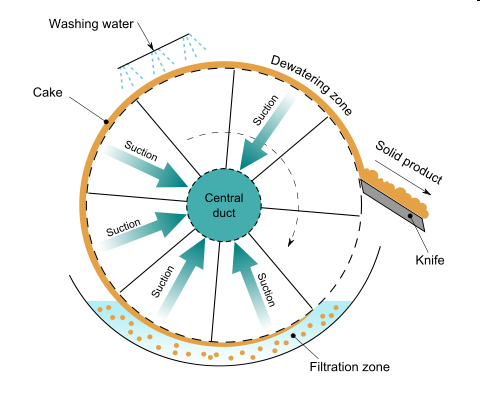 Washing water
Dewatering zone
Cake
Suction
Suction
Solid product
Central
duct
Suction
Knife
Suction
Suction
Filtration zone